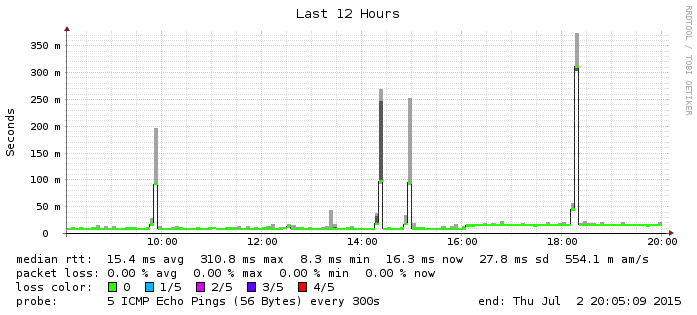 Last 12 Hours
RRDTOOL / TOBI OETIKER
Seconds
350 m
300 m
250 m
200 m
150 m
100 m
50 m
0
10:00 12:00 14:00 16:00 18:00 20:00
median rtt: 15.4 ms avg 310.8 ms max 8.3 ms min 16.3 ms now 27.8 ms sd 554.1 m am/s
packet loss: 0.00 % avg 0.00 % max 0.00 % min 0.00 % now
loss color: 0 1/5 2/5 3/5 4/5
probe: 5 ICMP Echo Pings (56 Bytes) every 300s end: Thu Jul 2 20:05:09 2015